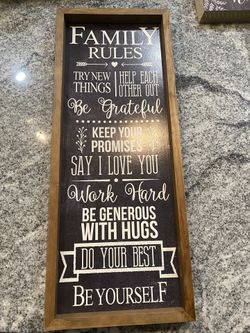 FAMILY
RULES
TRY NEW
THINGS
HELP EACH
OTHER OUT
Be Grateful
KEEP YOUR
PROMISES
SAY I LOVE YOU
Work Hard
BE GENEROUS
WITH HUGS
DO YOUR BEST
BE YOURSELF